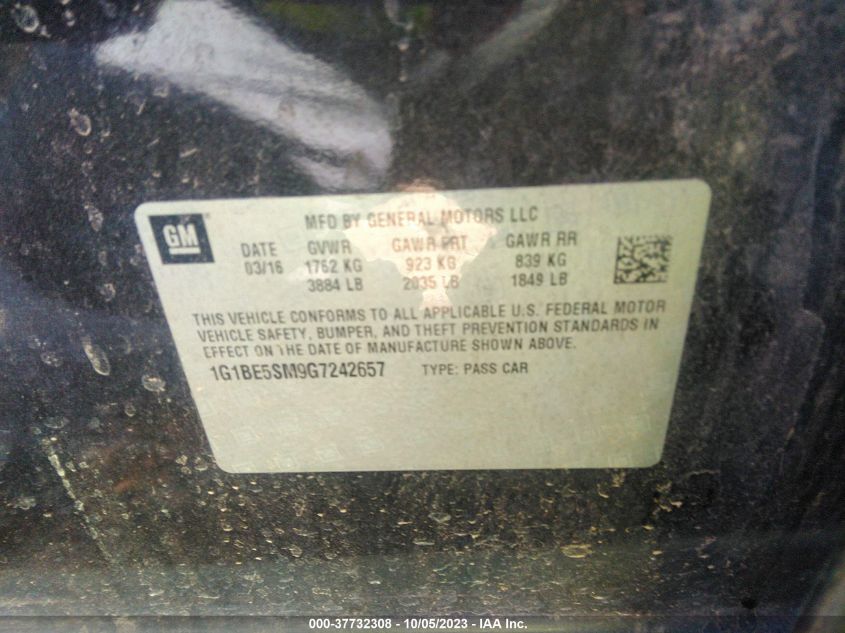 GM
MFD BY GENERAL MOTORS LLC
DATE GVWR GAWR FRT GAWR RR
03/16 1762 KG 923 KG 839 KG
3884 LB 2035 LB 1849 LB
THIS VEHICLE CONFORMS TO ALL APPLICABLE U.S. FEDERAL MOTOR
VEHICLE SAFETY, BUMPER, AND THEFT PREVENTION STANDARDS IN
EFFECT ON THE DATE OF MANUFACTURE SHOWN ABOVE.
1G1BE5SM9G7242657 TYPE: PASS CAR
000-37732308 - 10/05/2023 - IAA Inc.